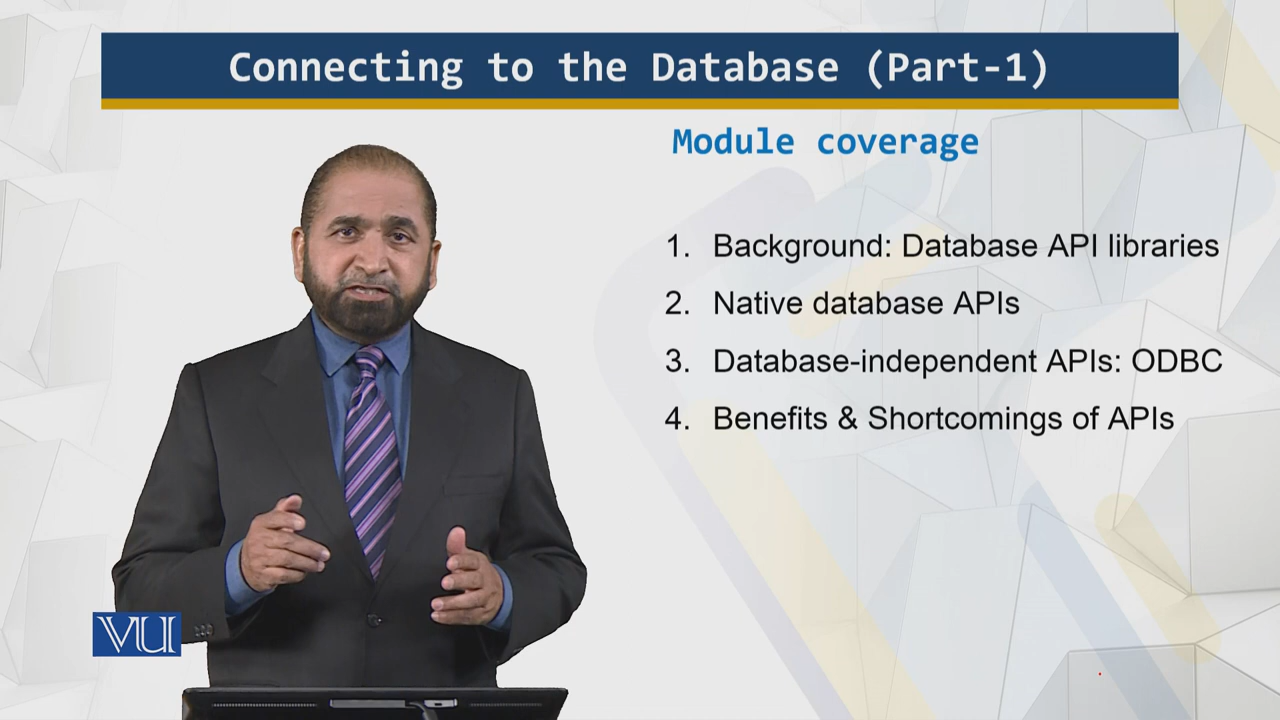 Connecting to the Database (Part-1)
Module coverage
1. Background: Database API libraries
2. Native database APIs
3. Database-independent APIs: ODBC
4. Benefits & Shortcomings of APIs
VU